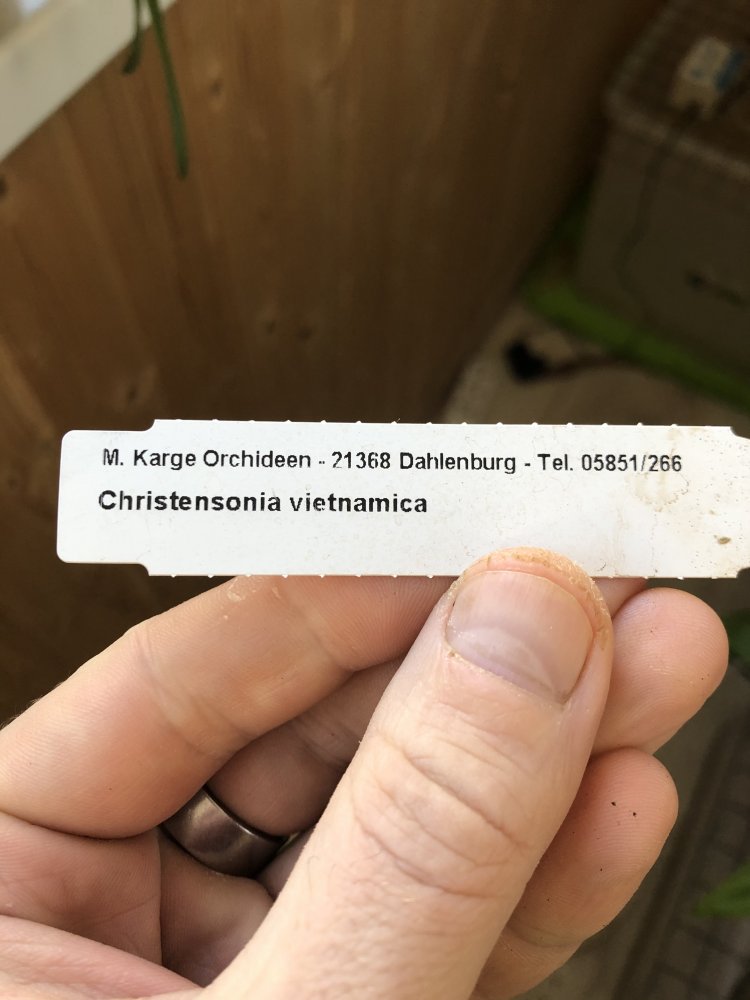 M. Karge Orchideen - 21368 Dahlenburg - Tel. 05851/266
Christensonia vietnamica